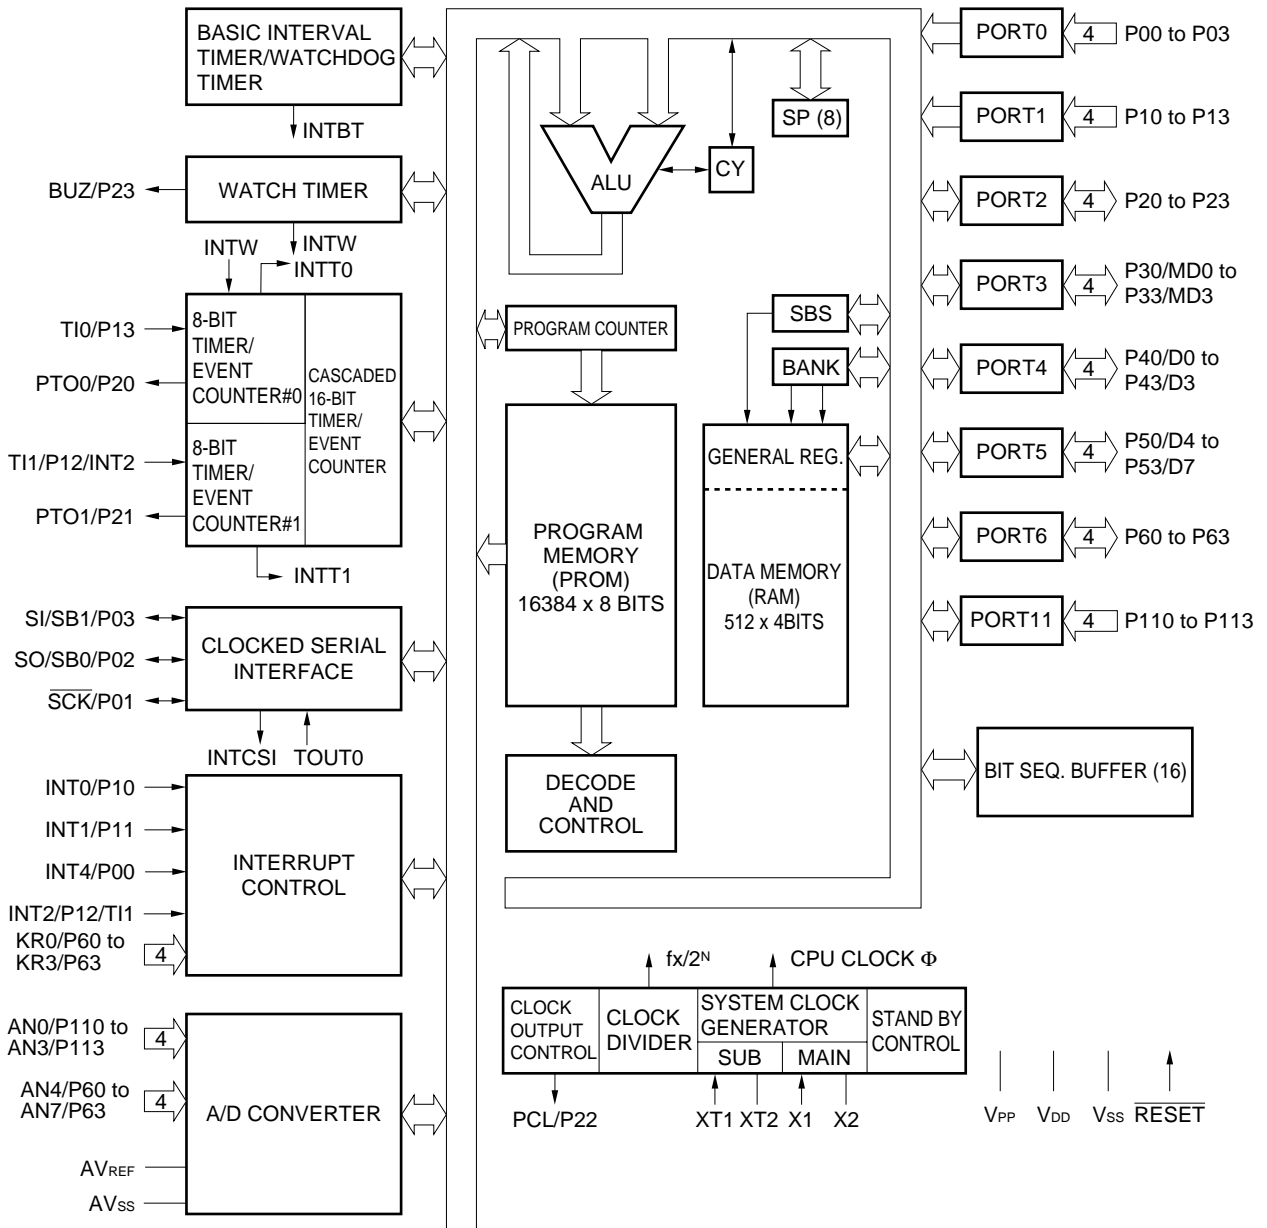 BASIC INTERVAL
TIMER/WATCHDOG
TIMER
INTBT
BUZ/P23
WATCH TIMER
INTW
INTW
INTT0
TI0/P13
PTO0/P20
TI1/P12/INT2
PTO1/P21
8-BIT
TIMER/
EVENT
COUNTER#0
8-BIT
TIMER/
EVENT
COUNTER#1
CASCADED
16-BIT
TIMER/
EVENT
COUNTER
INTT1
SI/SB1/P03
SO/SB0/P02
SCK/P01
CLOCKED SERIAL
INTERFACE
INTCSI
TOUT0
INT0/P10
INT1/P11
INT4/P00
INT2/P12/TI1
KR0/P60 to
KR3/P63
4
INTERRUPT
CONTROL
AN0/P110 to
AN3/P113
4
AN4/P60 to
AN7/P63
4
AVREF
AVSS
A/D CONVERTER
ALU
CY
SP (8)
PROGRAM COUNTER
PROGRAM
MEMORY
(PROM)
16384 x 8 BITS
DECODE
AND
CONTROL
SBS
BANK
GENERAL REG.
DATA MEMORY
(RAM)
512 x 4BITS
PORT0
4
P00 to P03
PORT1
4
P10 to P13
PORT2
4
P20 to P23
PORT3
4
P30/MD0 to
P33/MD3
PORT4
4
P40/D0 to
P43/D3
PORT5
4
P50/D4 to
P53/D7
PORT6
4
P60 to P63
PORT11
4
P110 to P113
BIT SEQ. BUFFER (16)
fx/2N
CPU CLOCK Φ
CLOCK
OUTPUT
CONTROL
CLOCK
DIVIDER
SYSTEM CLOCK
GENERATOR
SUB
MAIN
STAND BY
CONTROL
PCL/P22
XT1
XT2
X1
X2
VPP
VDD
VSS
RESET